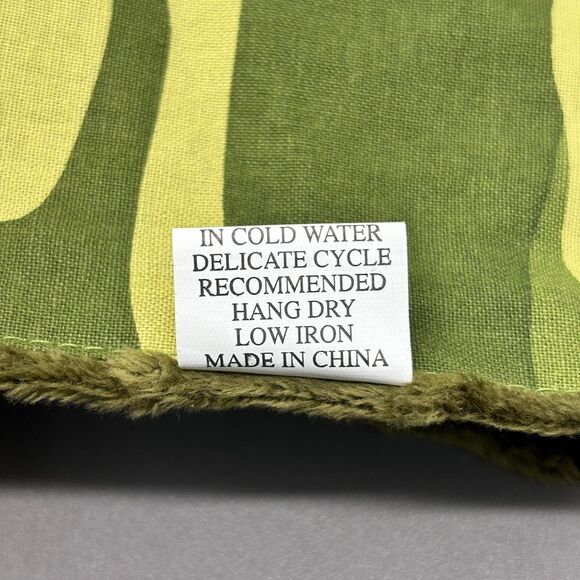 IN COLD WATER
DELICATE CYCLE
RECOMMENDED
HANG DRY
LOW IRON
MADE IN CHINA